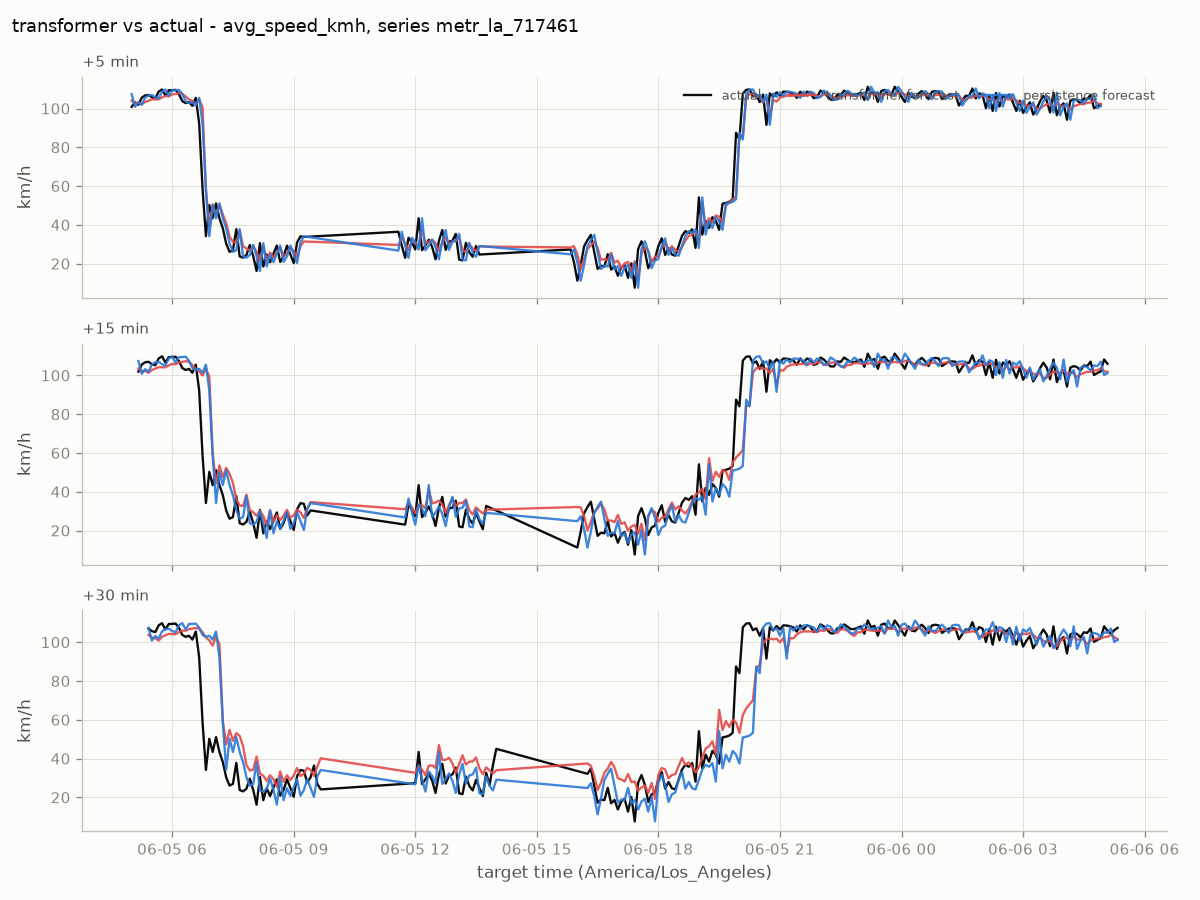 transformer vs actual - avg_speed_kmh, series metr_la_717461
+5 min
actual transformer forecast persistence forecast
km/h
100
80
60
40
20
+15 min
km/h
100
80
60
40
20
+30 min
km/h
100
80
60
40
20
06-05 06 06-05 09 06-05 12 06-05 15 06-05 18 06-05 21 06-06 00 06-06 03 06-06 06
target time (America/Los_Angeles)